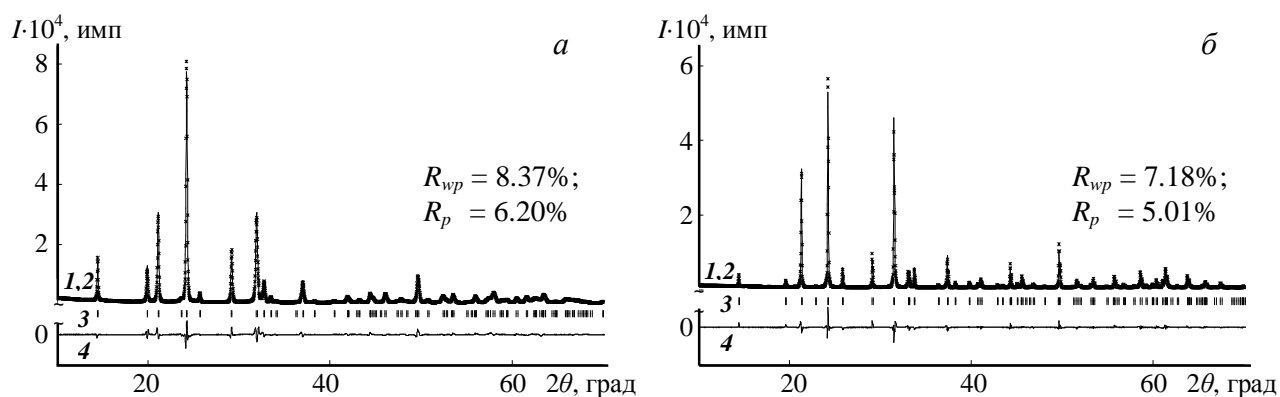 I·10⁴, имп
а
8
6
4
2
0
R_wp = 8.37%;
R_p = 6.20%
1,2
3
4
20
40
60
2θ, град
I·10⁴, имп
б
6
4
2
0
R_wp = 7.18%;
R_p = 5.01%
1,2
3
4
20
40
60
2θ, град